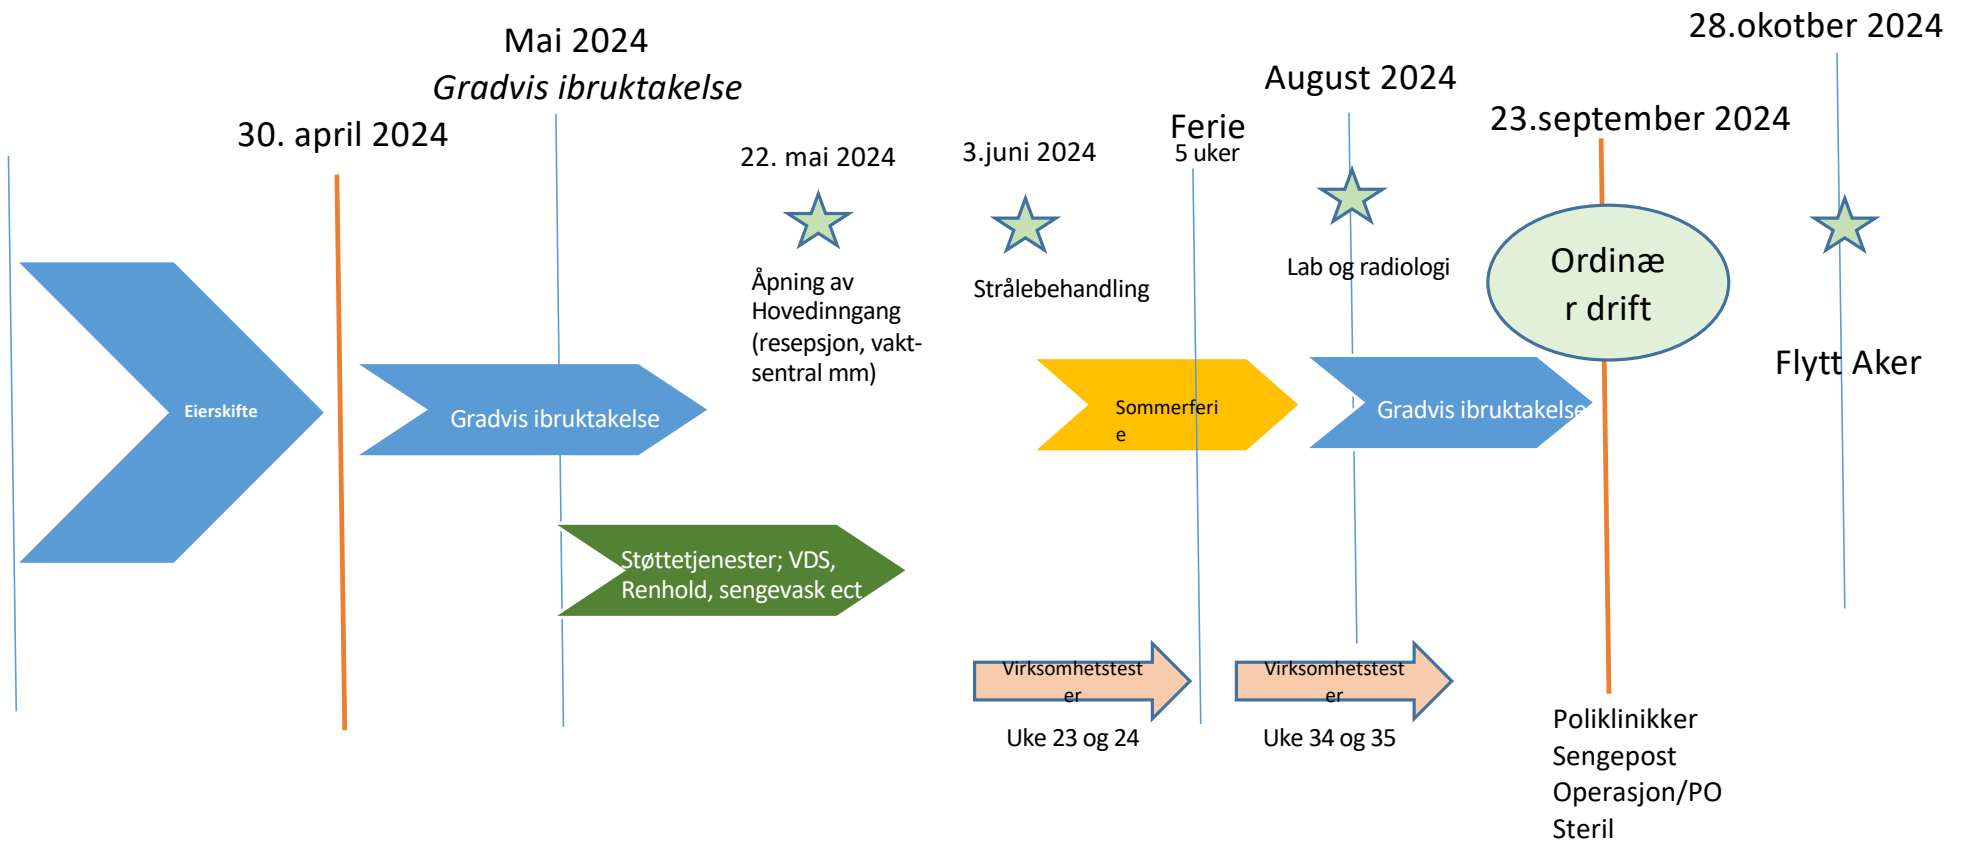 28.okotber 2024
Mai 2024
Gradvis ibruktakelse
August 2024
23.september 2024
30. april 2024
Ferie
5 uker
22. mai 2024
3.juni 2024
Åpning av
Hovedinngang
(resepsjon, vakt-
sentral mm)
Strålebehandling
Lab og radiologi
Ordinæ
r drift
Flytt Aker
Eierskifte
Gradvis ibruktakelse
Sommerferi
e
Gradvis ibruktakelse
Støttetjenester; VDS,
Renhold, sengevask ect
Virksomhetstest
er
Uke 23 og 24
Virksomhetstest
er
Uke 34 og 35
Poliklinikker
Sengepost
Operasjon/PO
Steril